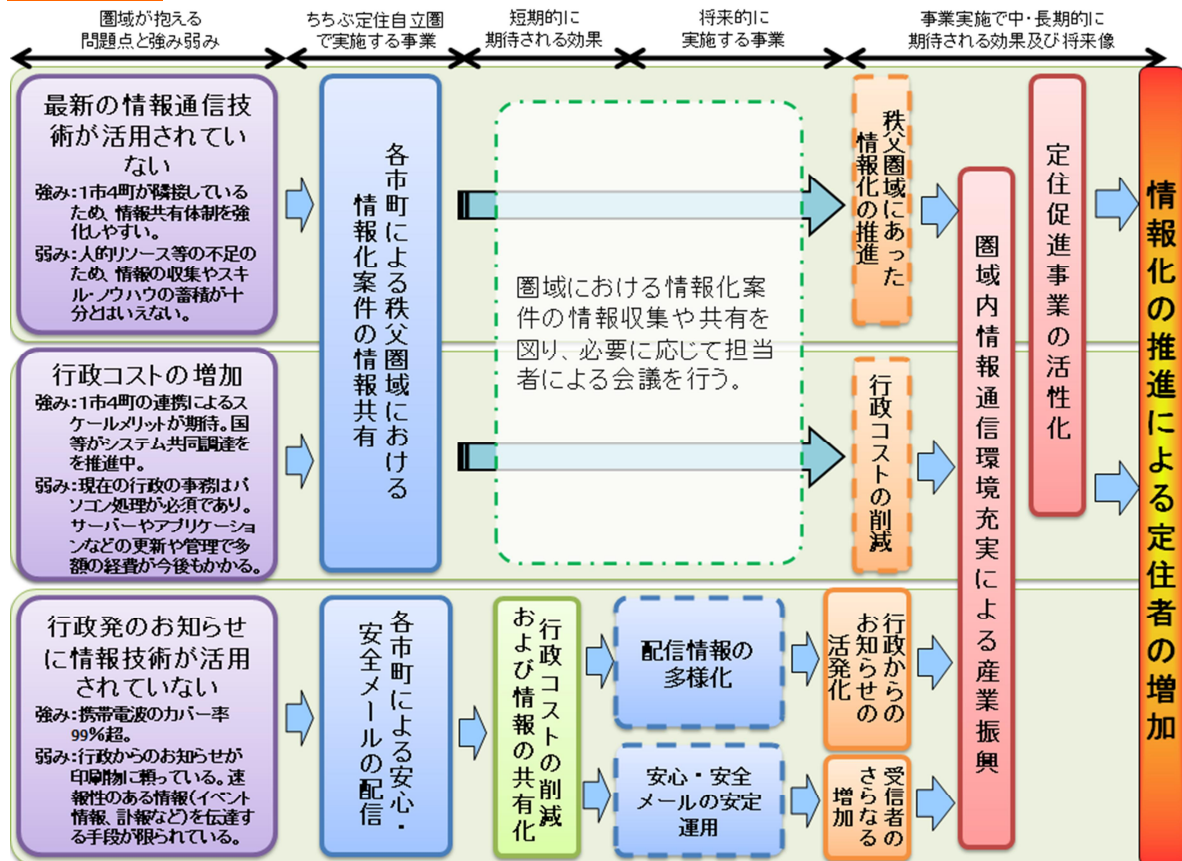 圏域が抱える
問題点と強み弱み
ちちぶ定住自立圏
で実施する事業
短期的に
期待される効果
将来的に
実施する事業
事業実施で中・長期的に
期待される効果及び将来像
最新の情報通信技
術が活用されてい
ない
強み:1市4町が隣接している
ため、情報共有体制を強
化しやすい。
弱み:人的リソース等の不足の
ため、情報の収集やスキ
ル・ノウハウの蓄積が十
分とはいえない。
行政コストの増加
強み:1市4町の連携によるス
ケールメリットが期待。国
等がシステム共同調達を
を推進中。
弱み:現在の行政の事務はパ
ソコン処理が必須であり。
サーバーやアプリケーショ
ンなどの更新や管理で多
額の経費が今後もかかる。
各市町による秩父圏域における
情報化案件の情報共有
圏域における情報化案
件の情報収集や共有を
図り、必要に応じて担当
者による会議を行う。
秩父圏域にあった
情報化の推進
行政コストの削減
行政発のお知らせ
に情報技術が活用
されていない
強み:携帯電波のカバー率
99%超。
弱み:行政からのお知らせが
印刷物に頼っている。速
報性のある情報(イベント
情報、訃報など)を伝達す
る手段が限られている。
各市町による安心・
安全メールの配信
行政コストの削減
および情報の共有化
配信情報の
多様化
安心・安全
メールの安定
運用
行政からの
お知らせの
活発化
受信者の
さらなる
増加
圏域内情報通信環境充実による産業振興
定住促進事業の活性化
情報化の推進による定住者の増加